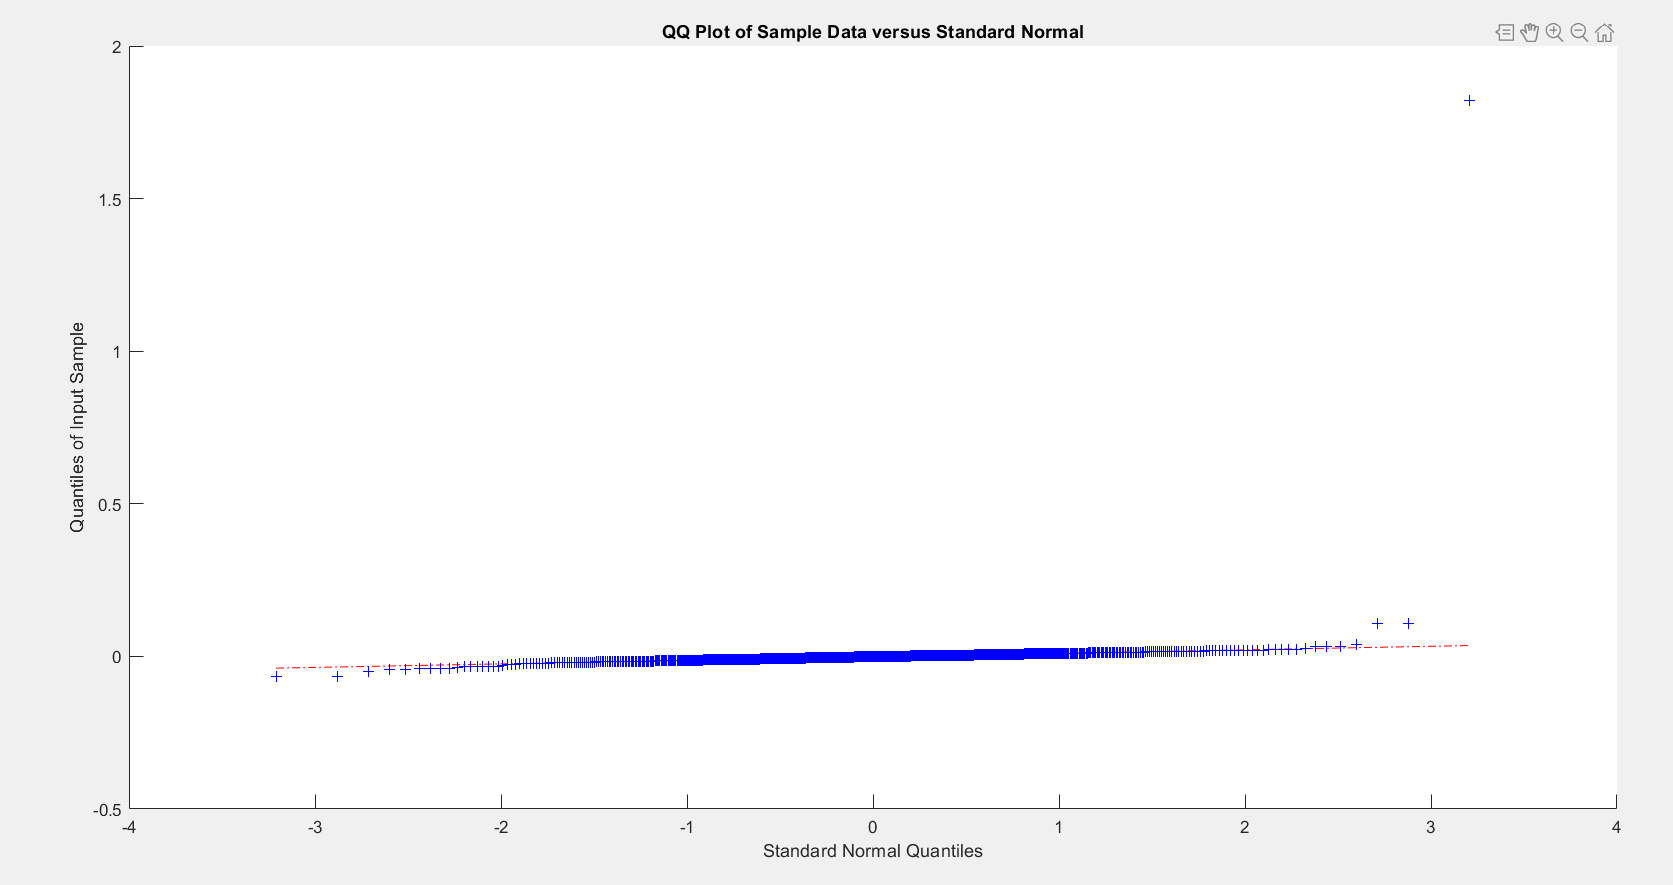 QQ Plot of Sample Data versus Standard Normal
2
1.5
1
0.5
0
-0.5
Quantiles of Input Sample
-4 -3 -2 -1 0 1 2 3 4
Standard Normal Quantiles